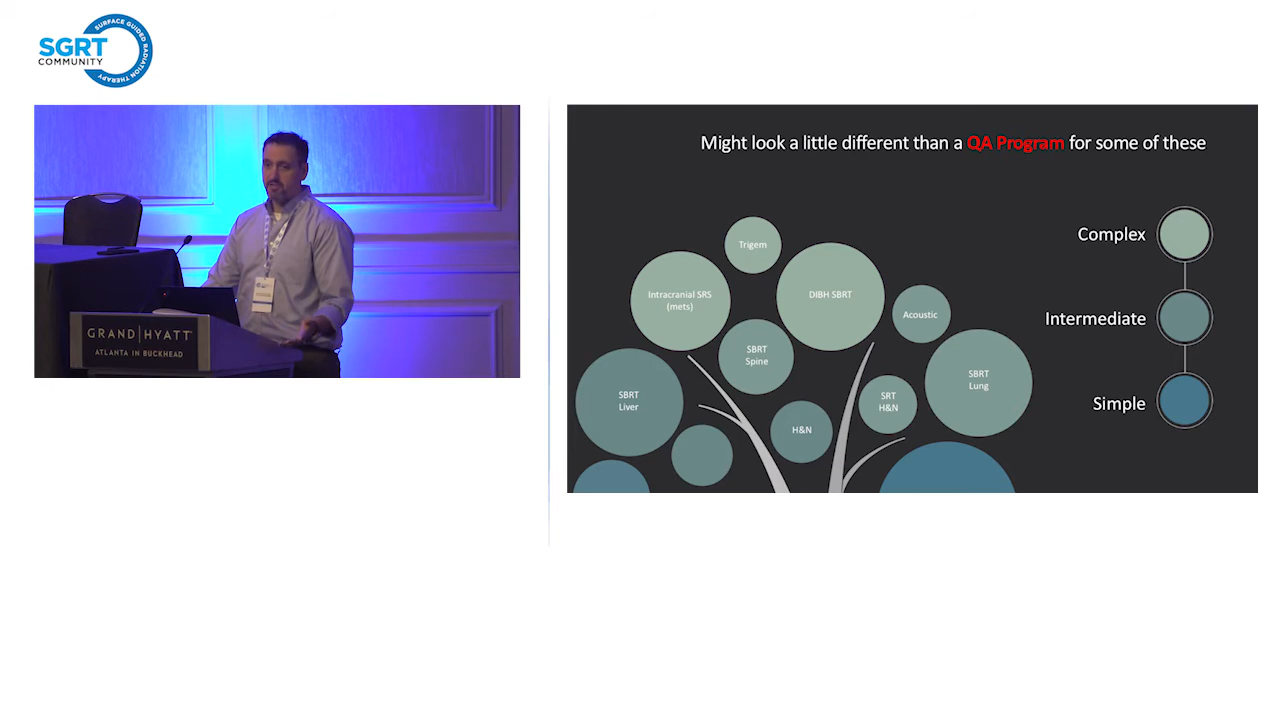 SURFACE GUIDED RADIATION THERAPY
SGRT
COMMUNITY
GRAND HYATT
ATLANTA IN BUCKHEAD
Might look a little different than a QA Program for some of these
Trigem
Intracranial SRS
(mets)
DIBH SBRT
Acoustic
SBRT
Spine
SBRT
Lung
SBRT
Liver
SRT
H&N
H&N
Complex
Intermediate
Simple